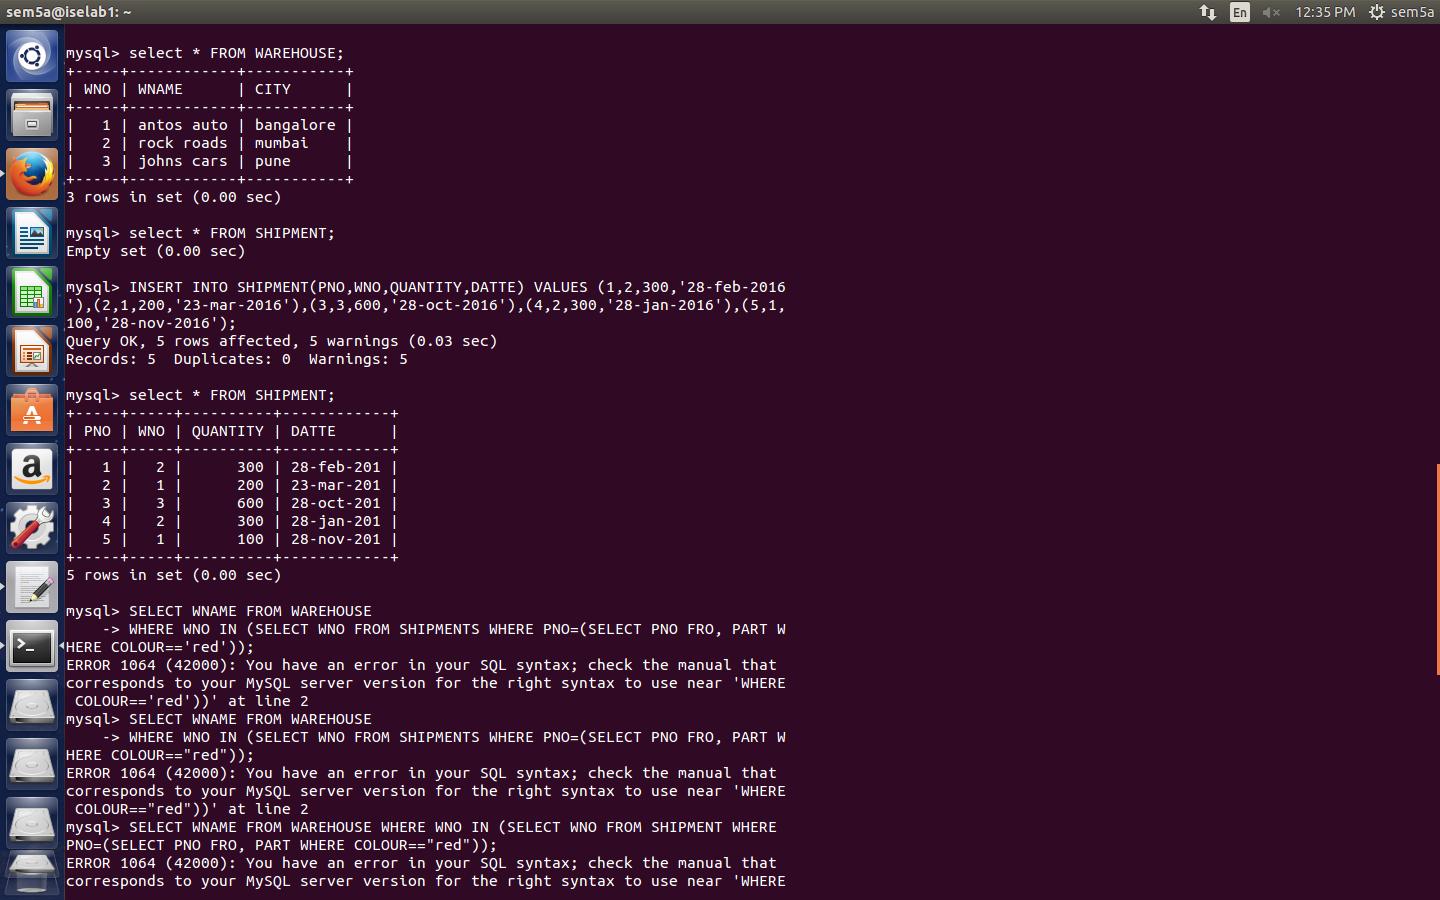 sem5a@iselab1: ~
En
12:35 PM
sem5a
mysql> select * FROM WAREHOUSE;
+-----+------------+-----------+
| WNO | WNAME      | CITY      |
+-----+------------+-----------+
|   1 | antos auto | bangalore |
|   2 | rock roads | mumbai    |
|   3 | johns cars | pune      |
+-----+------------+-----------+
3 rows in set (0.00 sec)
mysql> select * FROM SHIPMENT;
Empty set (0.00 sec)
mysql> INSERT INTO SHIPMENT(PNO,WNO,QUANTITY,DATTE) VALUES (1,2,300,'28-feb-2016
'),(2,1,200,'23-mar-2016'),(3,3,600,'28-oct-2016'),(4,2,300,'28-jan-2016'),(5,1,
100,'28-nov-2016');
Query OK, 5 rows affected, 5 warnings (0.03 sec)
Records: 5  Duplicates: 0  Warnings: 5
mysql> select * FROM SHIPMENT;
+-----+-----+----------+------------+
| PNO | WNO | QUANTITY | DATTE      |
+-----+-----+----------+------------+
|   1 |   2 |      300 | 28-feb-201 |
|   2 |   1 |      200 | 23-mar-201 |
|   3 |   3 |      600 | 28-oct-201 |
|   4 |   2 |      300 | 28-jan-201 |
|   5 |   1 |      100 | 28-nov-201 |
+-----+-----+----------+------------+
5 rows in set (0.00 sec)
mysql> SELECT WNAME FROM WAREHOUSE
    -> WHERE WNO IN (SELECT WNO FROM SHIPMENTS WHERE PNO=(SELECT PNO FRO, PART W
HERE COLOUR=='red'));
ERROR 1064 (42000): You have an error in your SQL syntax; check the manual that
corresponds to your MySQL server version for the right syntax to use near 'WHERE
 COLOUR=='red'))' at line 2
mysql> SELECT WNAME FROM WAREHOUSE
    -> WHERE WNO IN (SELECT WNO FROM SHIPMENTS WHERE PNO=(SELECT PNO FRO, PART W
HERE COLOUR=="red"));
ERROR 1064 (42000): You have an error in your SQL syntax; check the manual that
corresponds to your MySQL server version for the right syntax to use near 'WHERE
 COLOUR=="red"))' at line 2
mysql> SELECT WNAME FROM WAREHOUSE WHERE WNO IN (SELECT WNO FROM SHIPMENT WHERE
PNO=(SELECT PNO FRO, PART WHERE COLOUR=="red"));
ERROR 1064 (42000): You have an error in your SQL syntax; check the manual that
corresponds to your MySQL server version for the right syntax to use near 'WHERE